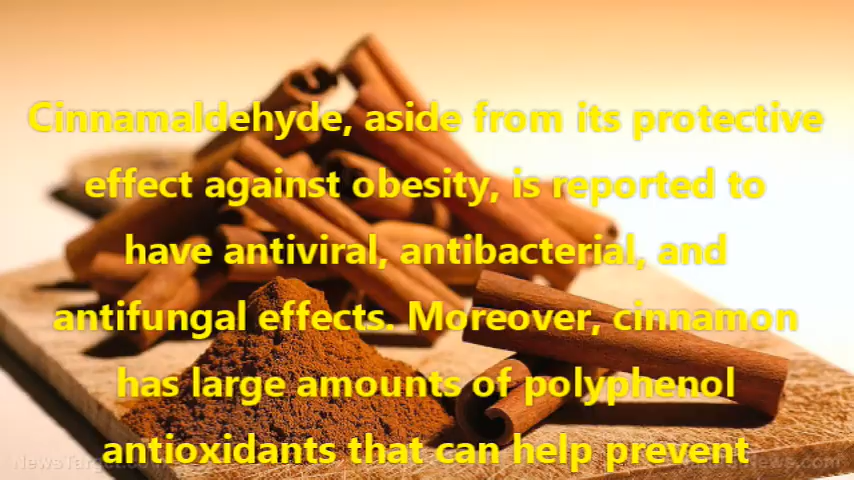 Cinnamaldehyde, aside from its protective
effect against obesity, is reported to
have antiviral, antibacterial, and
antifungal effects. Moreover, cinnamon
has large amounts of polyphenol
antioxidants that can help prevent